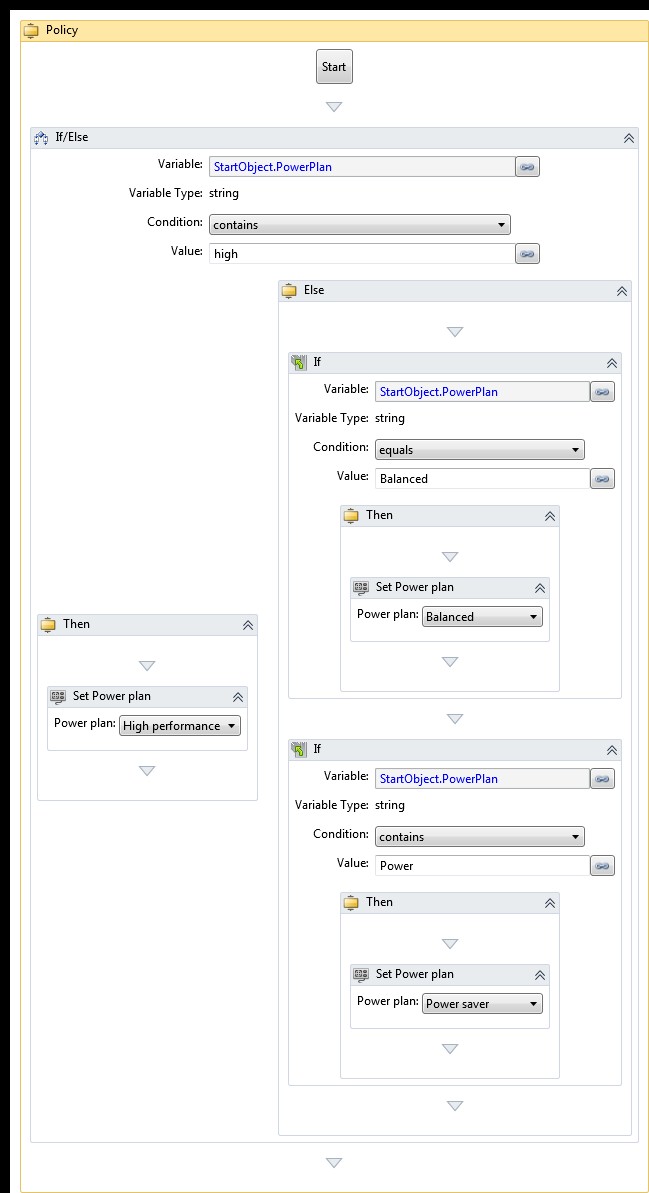 Policy
Start
If/Else
Variable: StartObject.PowerPlan
Variable Type: string
Condition: contains
Value: high
Else
If
Variable: StartObject.PowerPlan
Variable Type: string
Condition: equals
Value: Balanced
Then
Set Power plan
Power plan: Balanced
Then
Set Power plan
Power plan: High performance
If
Variable: StartObject.PowerPlan
Variable Type: string
Condition: contains
Value: Power
Then
Set Power plan
Power plan: Power saver